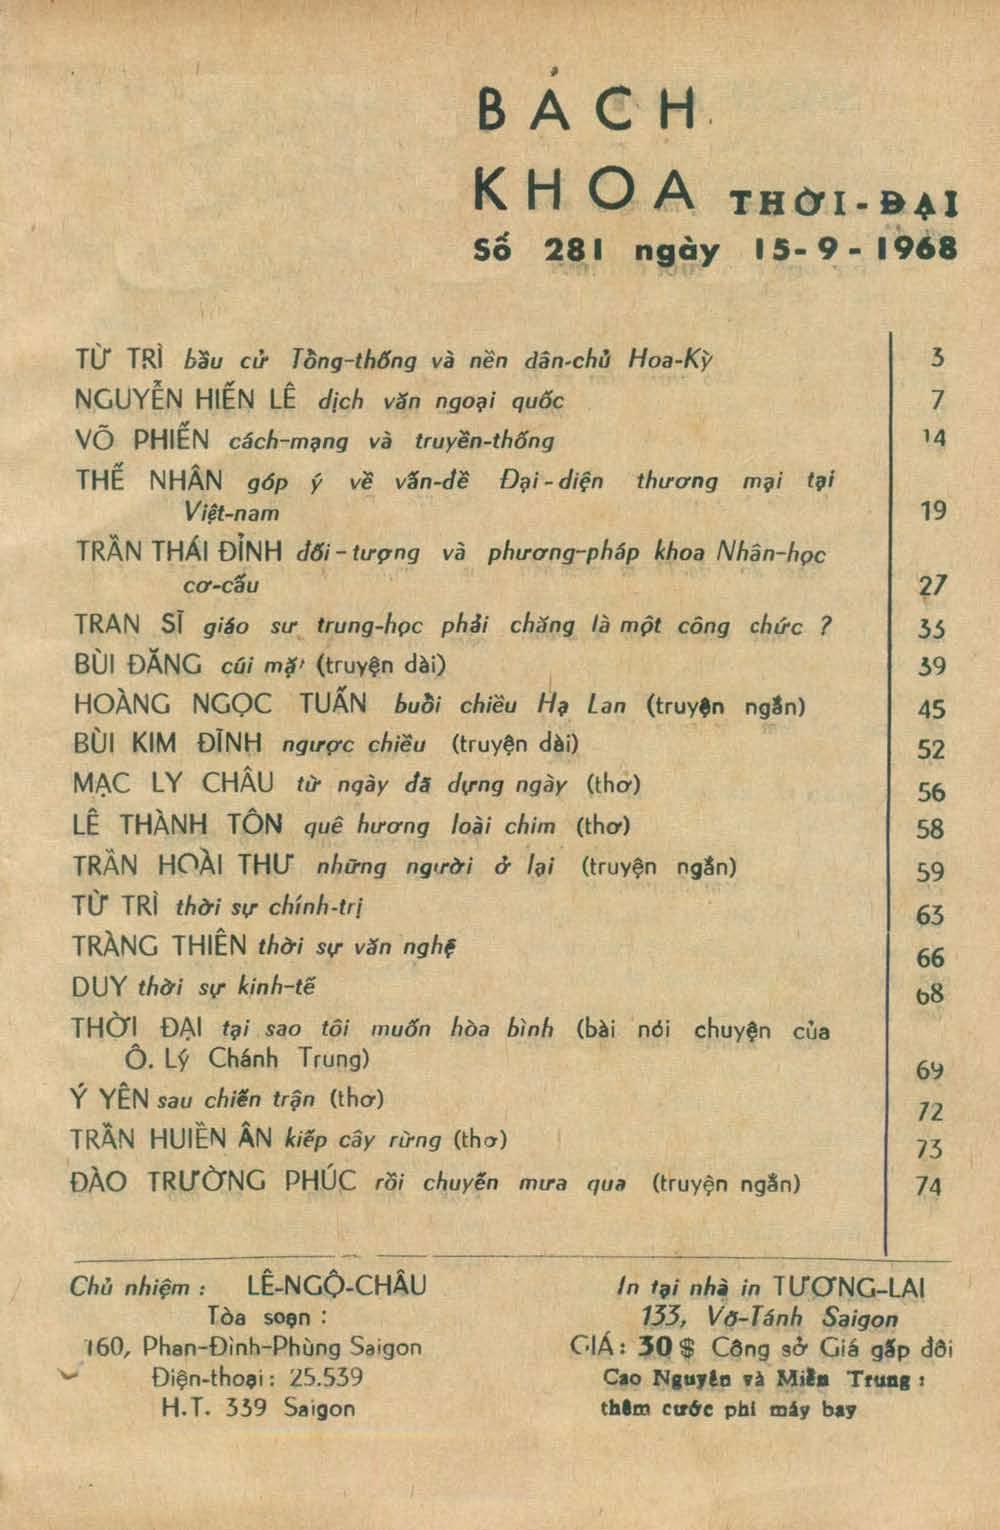 BÁCH
KHOA THỜI-ĐẠI
Số 281 ngày 15-9-1968
TỪ TRÌ bầu cử Tổng-thống và nền dân-chủ Hoa-Kỳ 3
NGUYỄN HIẾN LÊ dịch văn ngoại quốc 7
VÕ PHIẾN cách-mạng và truyền-thống 14
THẾ NHÂN góp ý về vấn-đề Đại-diện thương mại tại
Việt-nam 19
TRẦN THÁI ĐỈNH đối-tượng và phương-pháp khoa Nhân-học
cơ-cấu 27
TRAN SĨ giáo sư trung-học phải chăng là một công chức ? 35
BÙI ĐĂNG cúi mặt (truyện dài) 39
HOÀNG NGỌC TUẤN buổi chiều Hạ Lan (truyện ngắn) 45
BÙI KIM ĐĨNH ngược chiều (truyện dài) 52
MẠC LY CHÂU từ ngày đã dựng ngày (thơ) 56
LÊ THÀNH TÔN quê hương loài chim (thơ) 58
TRẦN HOÀI THƯ những người ở lại (truyện ngắn) 59
TỪ TRÌ thời sự chính-trị 63
TRÀNG THIÊN thời sự văn nghệ 66
DUY thời sự kinh-tế 68
THỜI ĐẠI tại sao tôi muốn hòa bình (bài nói chuyện của
Ô. Lý Chánh Trung) 69
Ý YÊN sau chiến trận (thơ) 72
TRẦN HUIỀN ÂN kiếp cây rừng (thơ) 73
ĐÀO TRƯỜNG PHÚC rồi chuyến mưa qua (truyện ngắn) 74
Chủ nhiệm : LÊ-NGỘ-CHÂU
Tòa soạn :
160, Phan-Đình-Phùng Saigon
Điện-thoại : 25.539
H.T. 339 Saigon
In tại nhà in TƯƠNG-LAI
133, Võ-Tánh Saigon
GIÁ : 30 $ Công sở Giá gấp đôi
Cao Nguyên và Miền Trung :
thêm cước phí máy bay